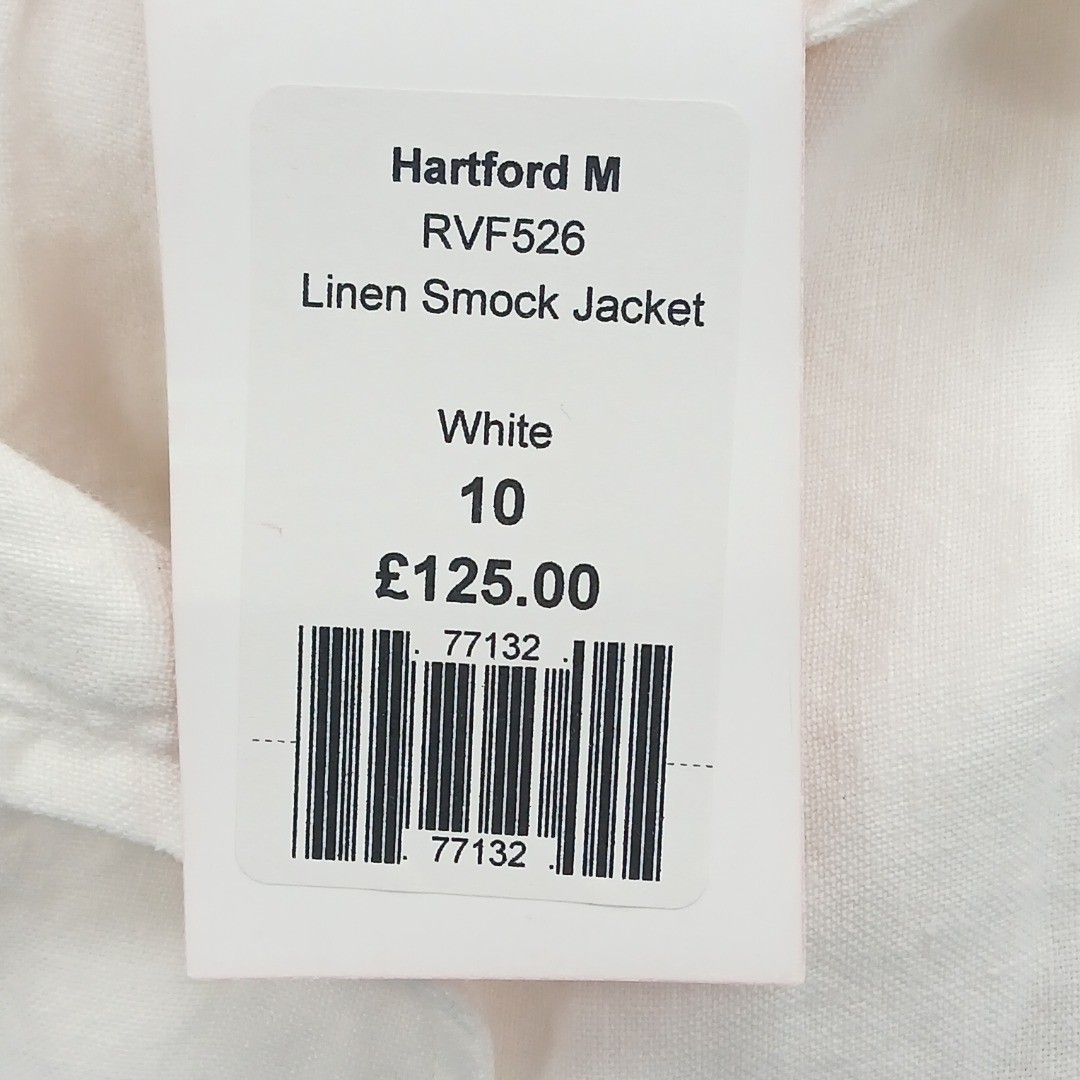 Hartford M
RVF526
Linen Smock Jacket
White
10
£125.00
. 77132 .
. 77132 .